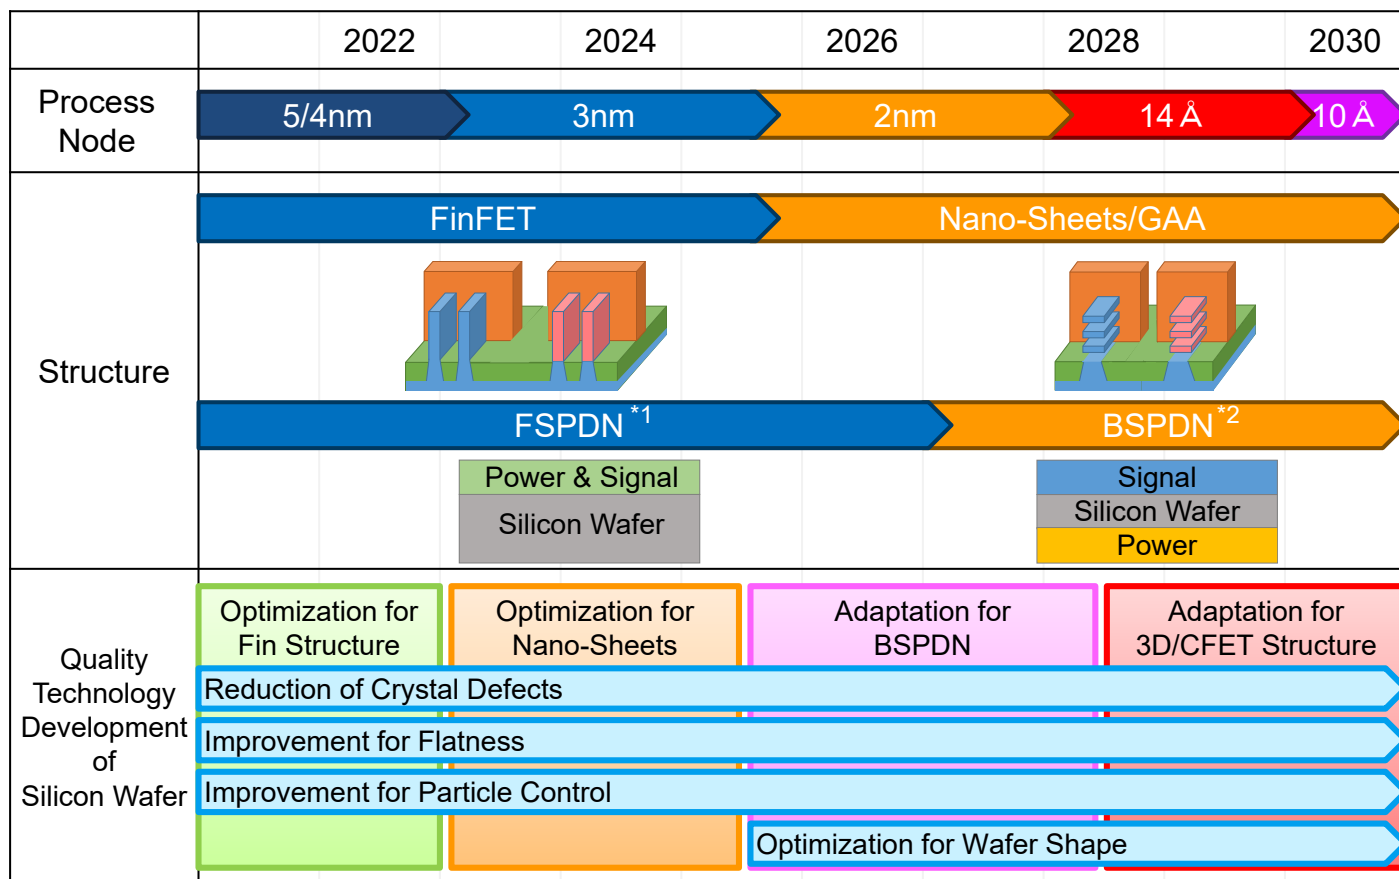 2022 2024 2026 2028 2030
Process
Node
5/4nm 3nm 2nm 14 Å 10 Å
Structure
FinFET Nano-Sheets/GAA
FSPDN*1 BSPDN*2
Power & Signal
Silicon Wafer
Signal
Silicon Wafer
Power
Quality
Technology
Development
of
Silicon Wafer
Optimization for
Fin Structure
Optimization for
Nano-Sheets
Adaptation for
BSPDN
Adaptation for
3D/CFET Structure
Reduction of Crystal Defects
Improvement for Flatness
Improvement for Particle Control
Optimization for Wafer Shape